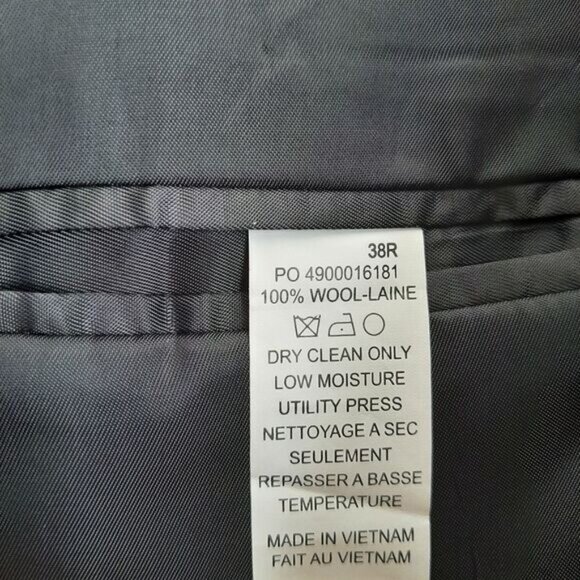 38R
PO 4900016181
100% WOOL-LAINE
DRY CLEAN ONLY
LOW MOISTURE
UTILITY PRESS
NETTOYAGE A SEC
SEULEMENT
REPASSER A BASSE
TEMPERATURE
MADE IN VIETNAM
FAIT AU VIETNAM